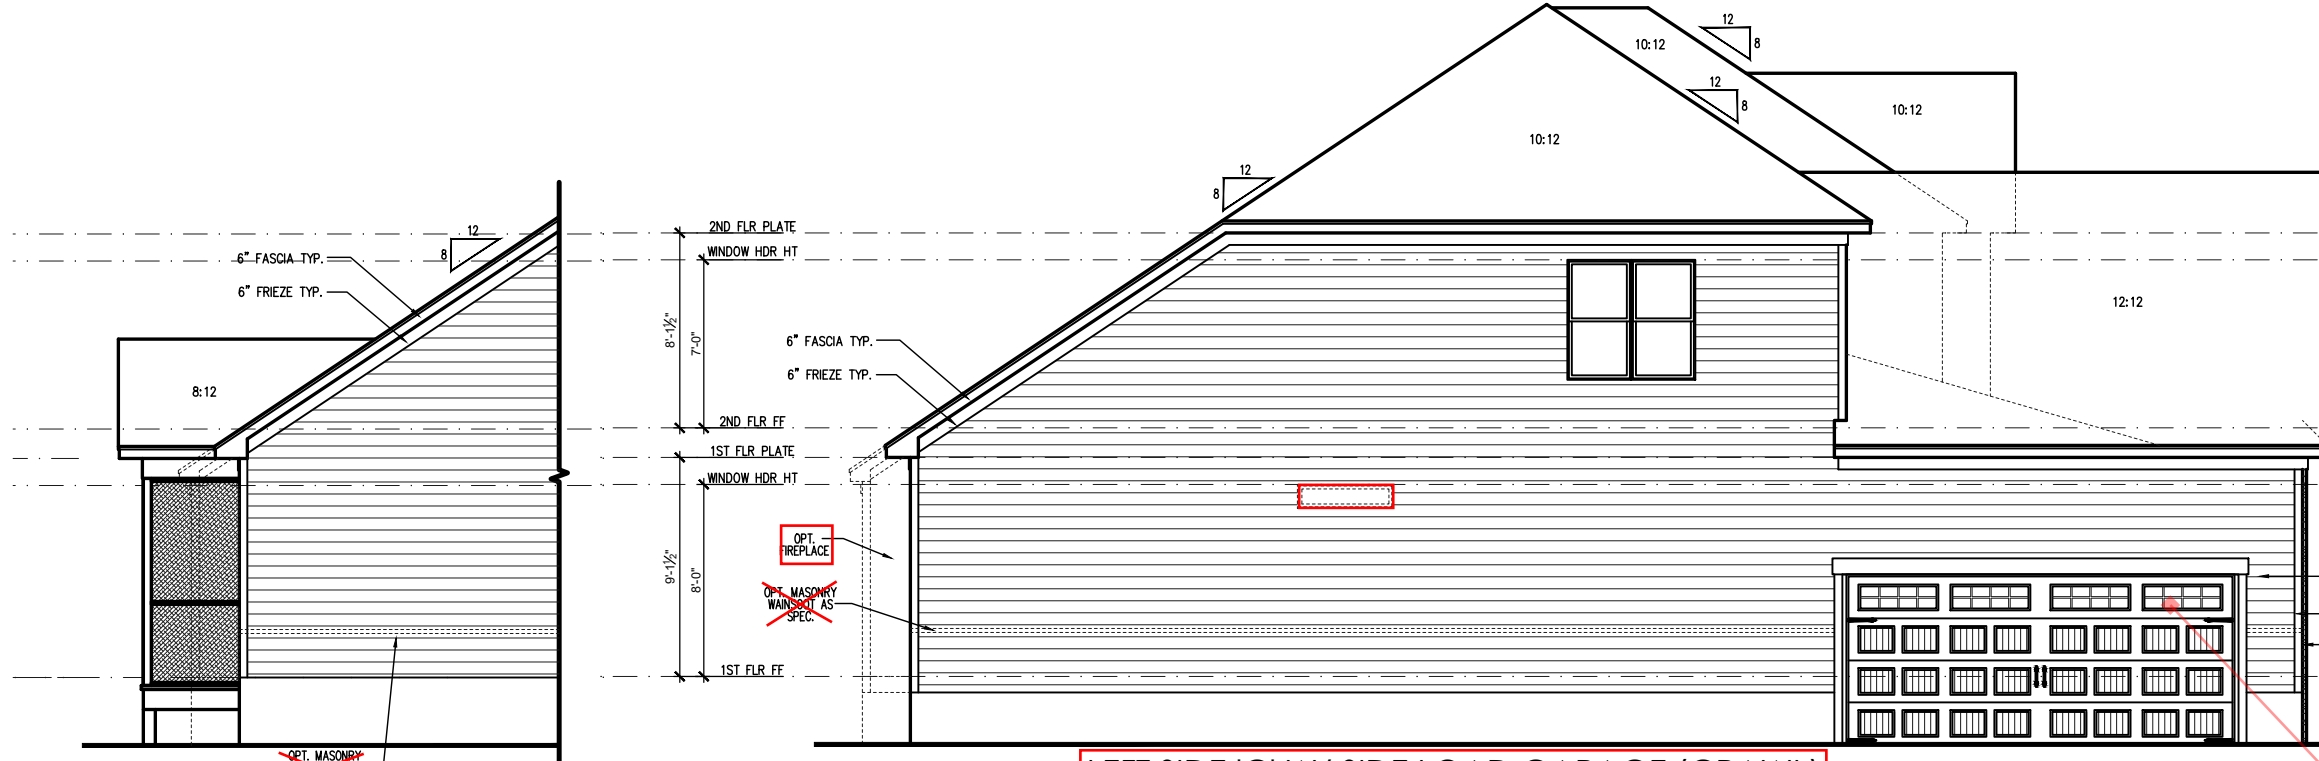 12
8
10:12
12
8
10:12
10:12
12
8
12
8
6" FASCIA TYP.
6" FRIEZE TYP.
8:12
2ND FLR PLATE
WINDOW HDR HT
8'-1½"
7'-0"
6" FASCIA TYP.
6" FRIEZE TYP.
12:12
2ND FLR FF
1ST FLR PLATE
WINDOW HDR HT
9'-1½"
8'-0"
OPT.
FIREPLACE
OPT. MASONRY
WAINSCOT AS
SPEC.
1ST FLR FF
OPT. MASONRY